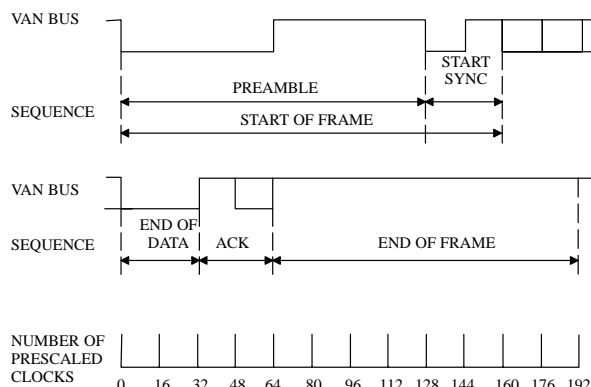 VAN BUS
START
SYNC
PREAMBLE
SEQUENCE
START OF FRAME
VAN BUS
END OF
DATA
ACK
END OF FRAME
SEQUENCE
NUMBER OF
PRESCALED
CLOCKS
0 16 32 48 64 80 96 112 128 144 160 176 192